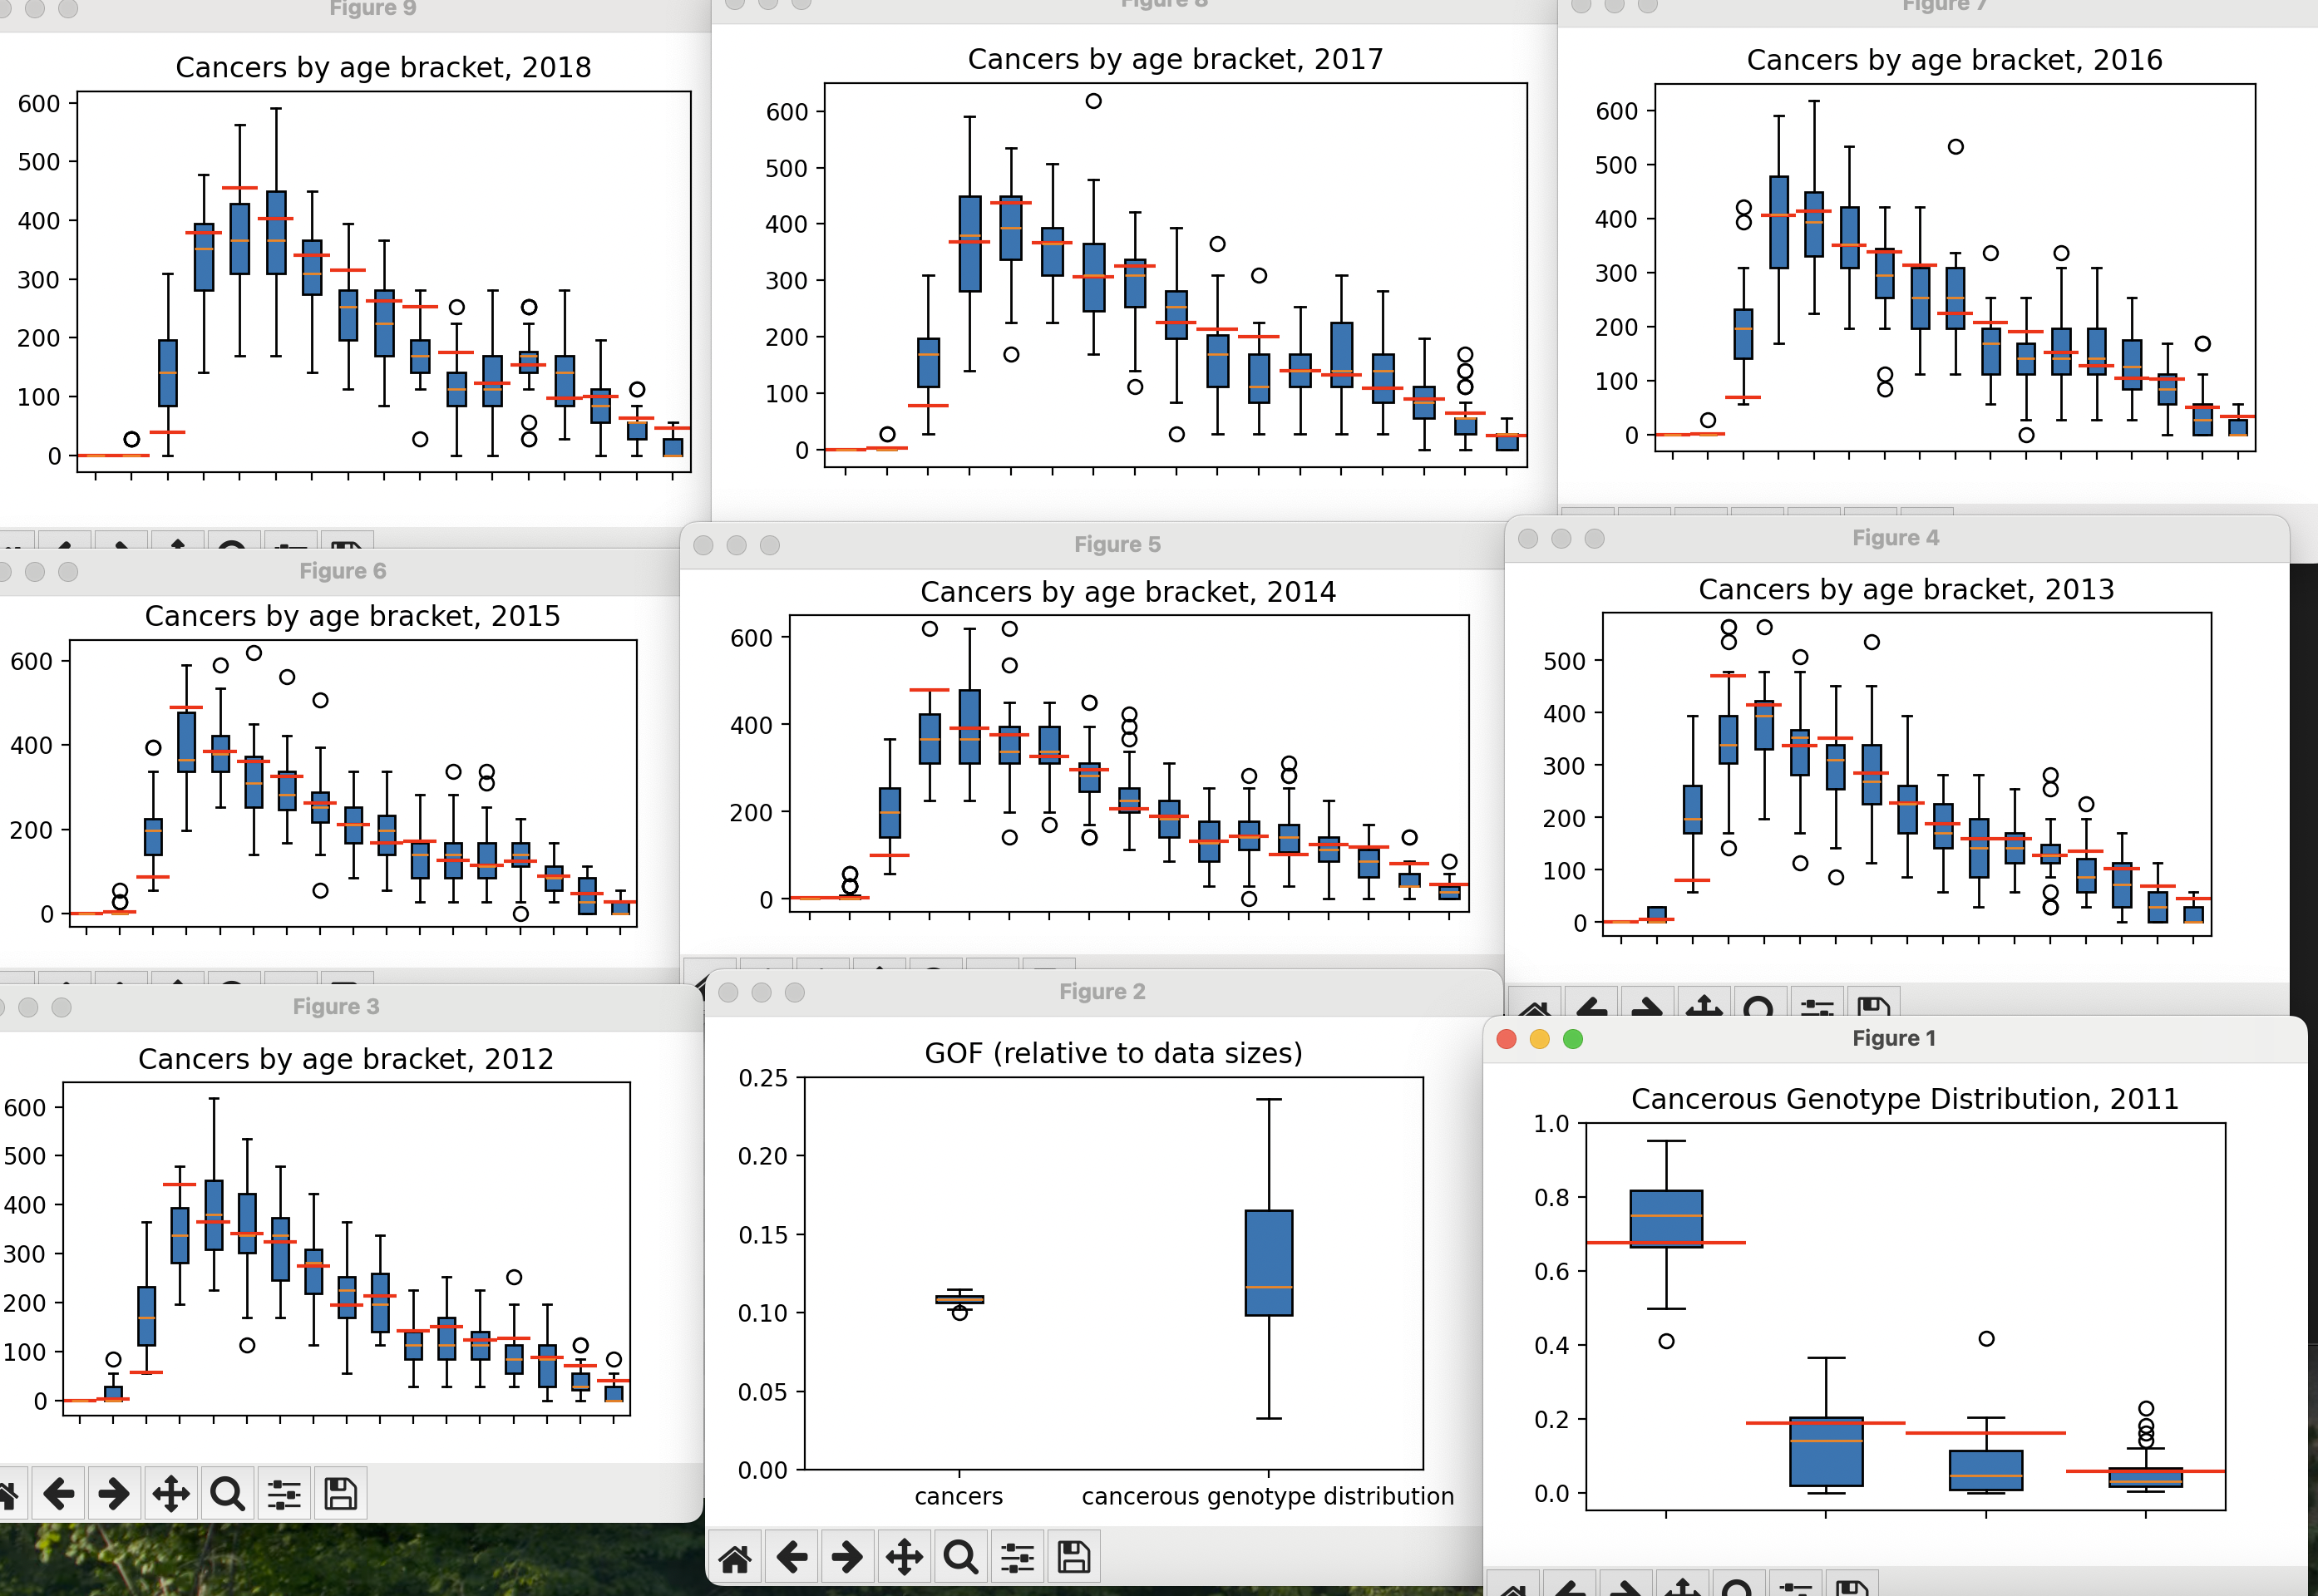 Figure 9
Cancers by age bracket, 2018
600
500
400
300
200
100
0
Figure 8
Cancers by age bracket, 2017
600
500
400
300
200
100
0
Figure 7
Cancers by age bracket, 2016
600
500
400
300
200
100
0
Figure 6
Cancers by age bracket, 2015
600
400
200
0
Figure 5
Cancers by age bracket, 2014
600
400
200
0
Figure 4
Cancers by age bracket, 2013
500
400
300
200
100
0
Figure 3
Cancers by age bracket, 2012
600
500
400
300
200
100
0
Figure 2
GOF (relative to data sizes)
0.25
0.20
0.15
0.10
0.05
0.00
cancers cancerous genotype distribution
Figure 1
Cancerous Genotype Distribution, 2011
1.0
0.8
0.6
0.4
0.2
0.0